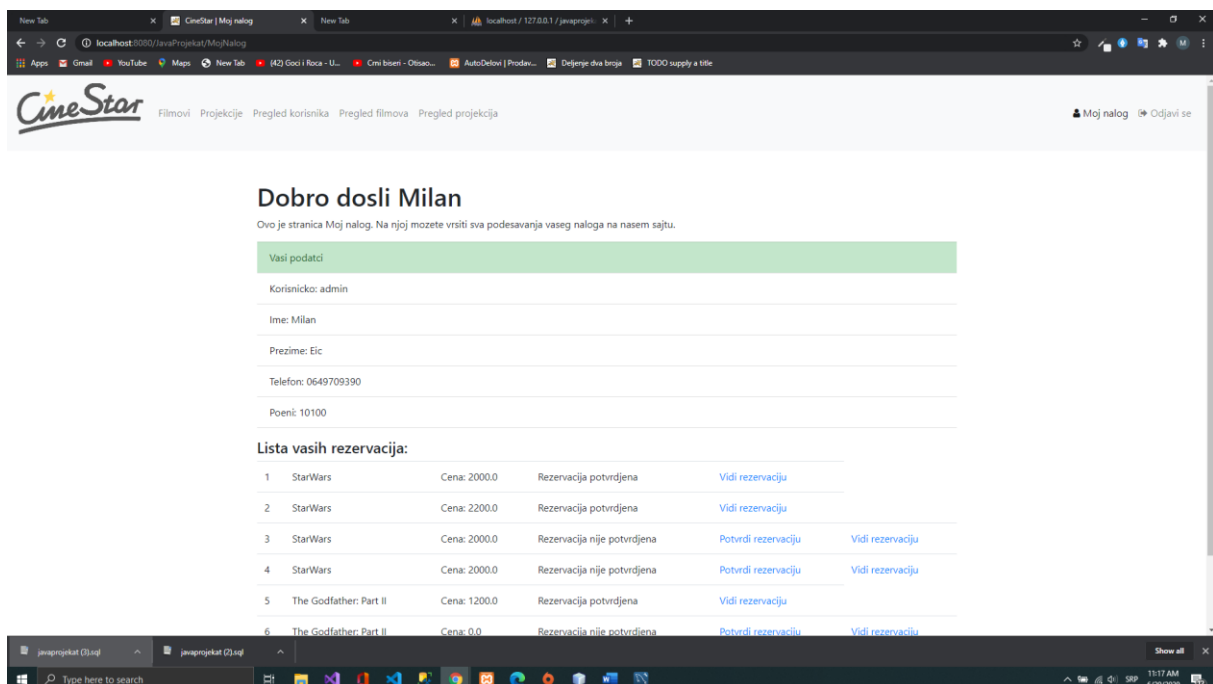 New Tab CineStar | Moj nalog New Tab localhost / 127.0.0.1 / javaprojek
localhost:8080/JavaProjekat/MojNalog M
Apps Gmail YouTube Maps New Tab (42) Goci i Roca - U... Crni biseri - Otisao... AutoDelovi | Prodav... Deljenje dva broja TODO supply a title
CineStar Filmovi Projekcije Pregled korisnika Pregled filmova Pregled projekcija Moj nalog Odjavi se
Dobro dosli Milan
Ovo je stranica Moj nalog. Na njoj mozete vrsiti sva podesavanja vaseg naloga na nasem sajtu.
Vasi podatci
Korisnicko: admin
Ime: Milan
Prezime: Eic
Telefon: 0649709390
Poeni: 10100
Lista vasih rezervacija:
1 StarWars Cena: 2000.0 Rezervacija potvrdjena Vidi rezervaciju
2 StarWars Cena: 2200.0 Rezervacija potvrdjena Vidi rezervaciju
3 StarWars Cena: 2000.0 Rezervacija nije potvrdjena Potvrdi rezervaciju Vidi rezervaciju
4 StarWars Cena: 2000.0 Rezervacija nije potvrdjena Potvrdi rezervaciju Vidi rezervaciju
5 The Godfather: Part II Cena: 1200.0 Rezervacija potvrdjena Vidi rezervaciju
6 The Godfather: Part II Cena: 0.0 Rezervacija nije potvrdjena Potvrdi rezervaciju Vidi rezervaciju
javaprojekat (3).sql javaprojekat (2).sql Show all
Type here to search SRP 11:17 AM